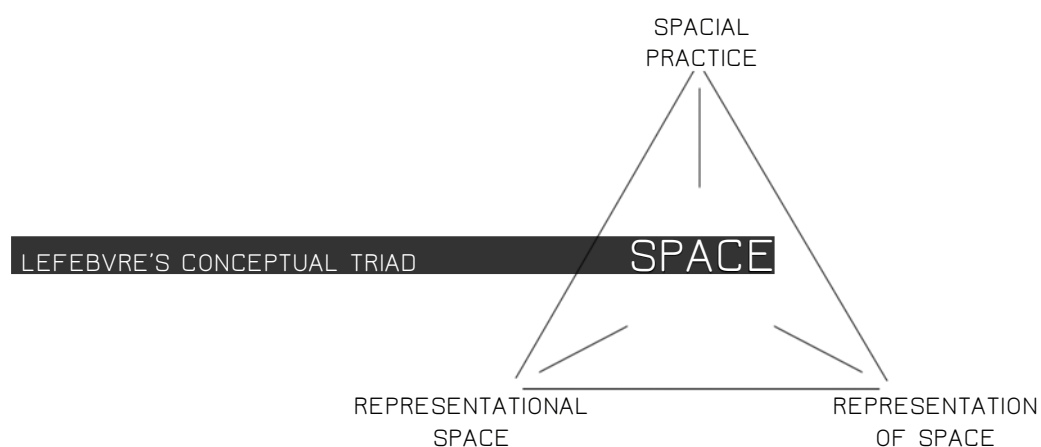 SPACIAL
PRACTICE
LEFEBVRE'S CONCEPTUAL TRIAD
SPACE
REPRESENTATIONAL
SPACE
REPRESENTATION
OF SPACE